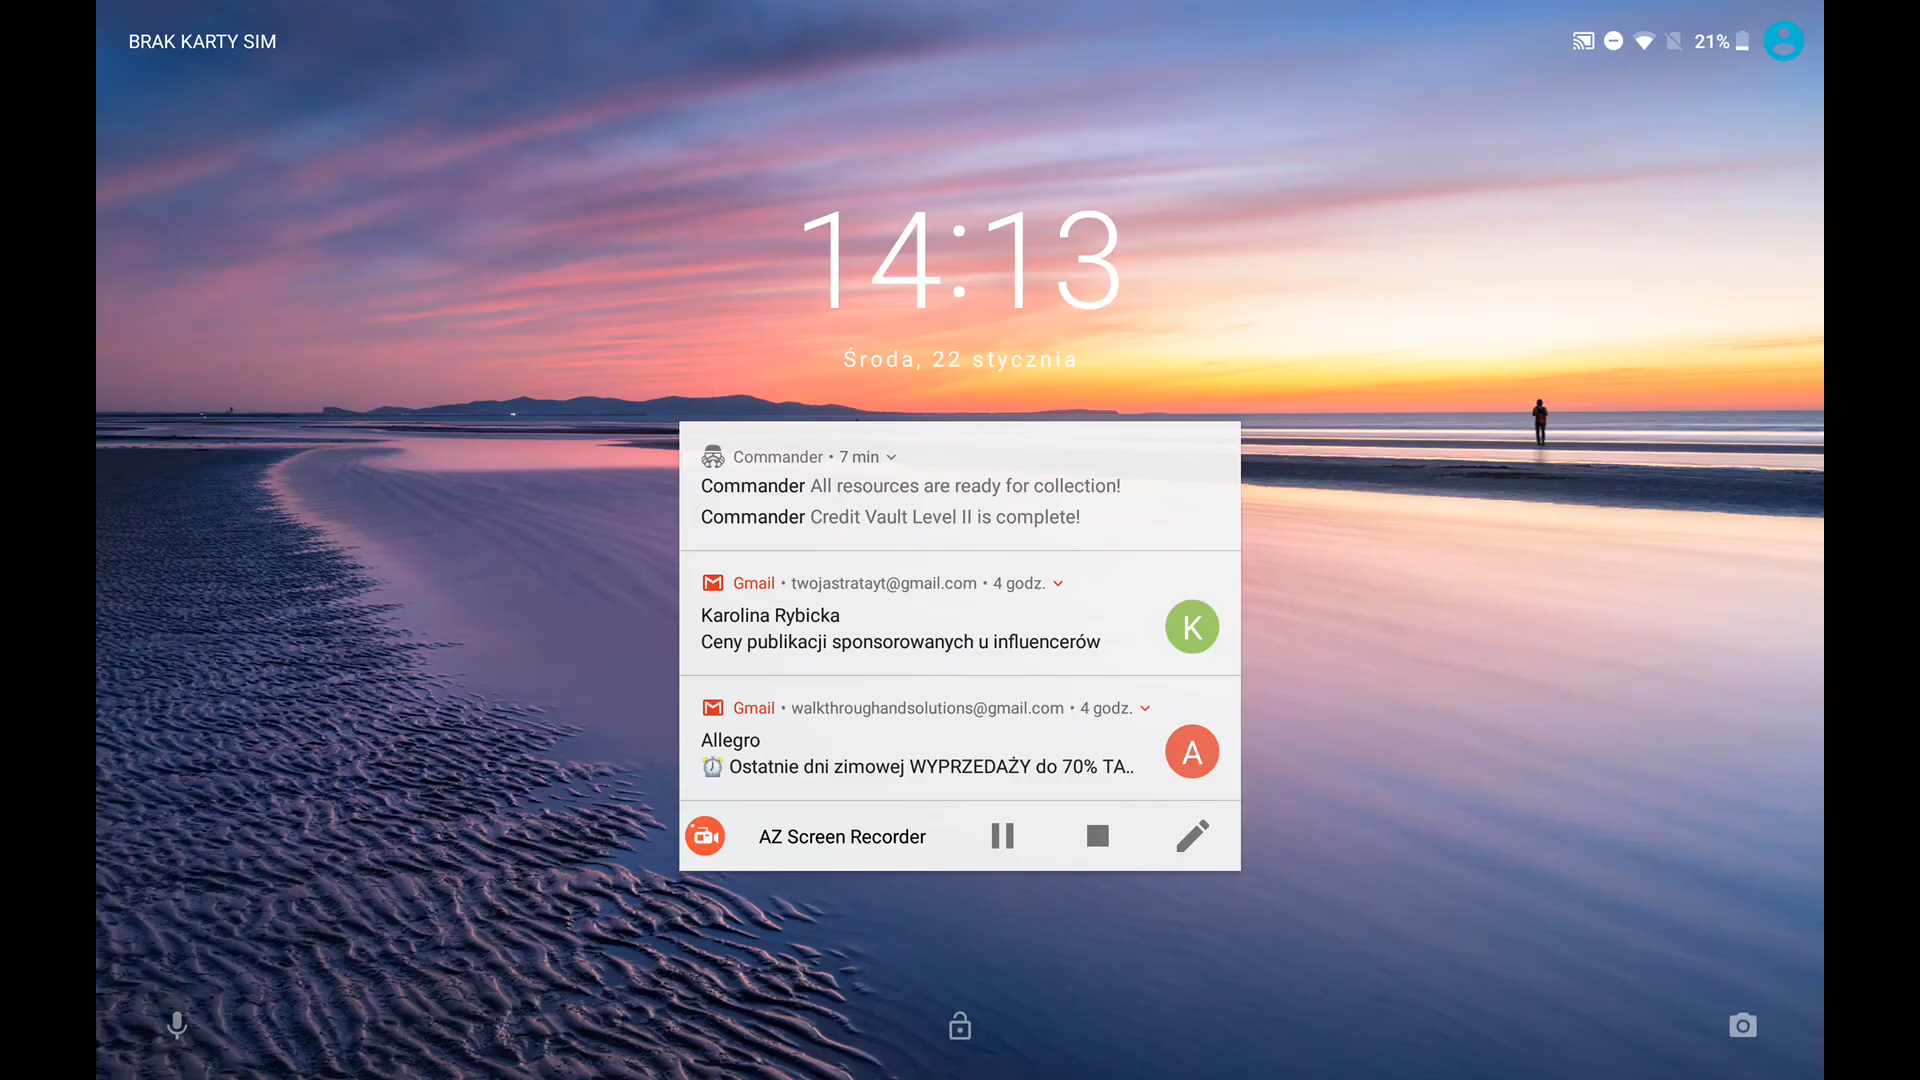 BRAK KARTY SIM
21%
14:13
Środa, 22 stycznia
Commander • 7 min
Commander All resources are ready for collection!
Commander Credit Vault Level II is complete!
Gmail • twojastratayt@gmail.com • 4 godz.
Karolina Rybicka
Ceny publikacji sponsorowanych u influencerów
K
Gmail • walkthroughandsolutions@gmail.com • 4 godz.
Allegro
⏰ Ostatnie dni zimowej WYPRZEDAŻY do 70% TA..
A
AZ Screen Recorder